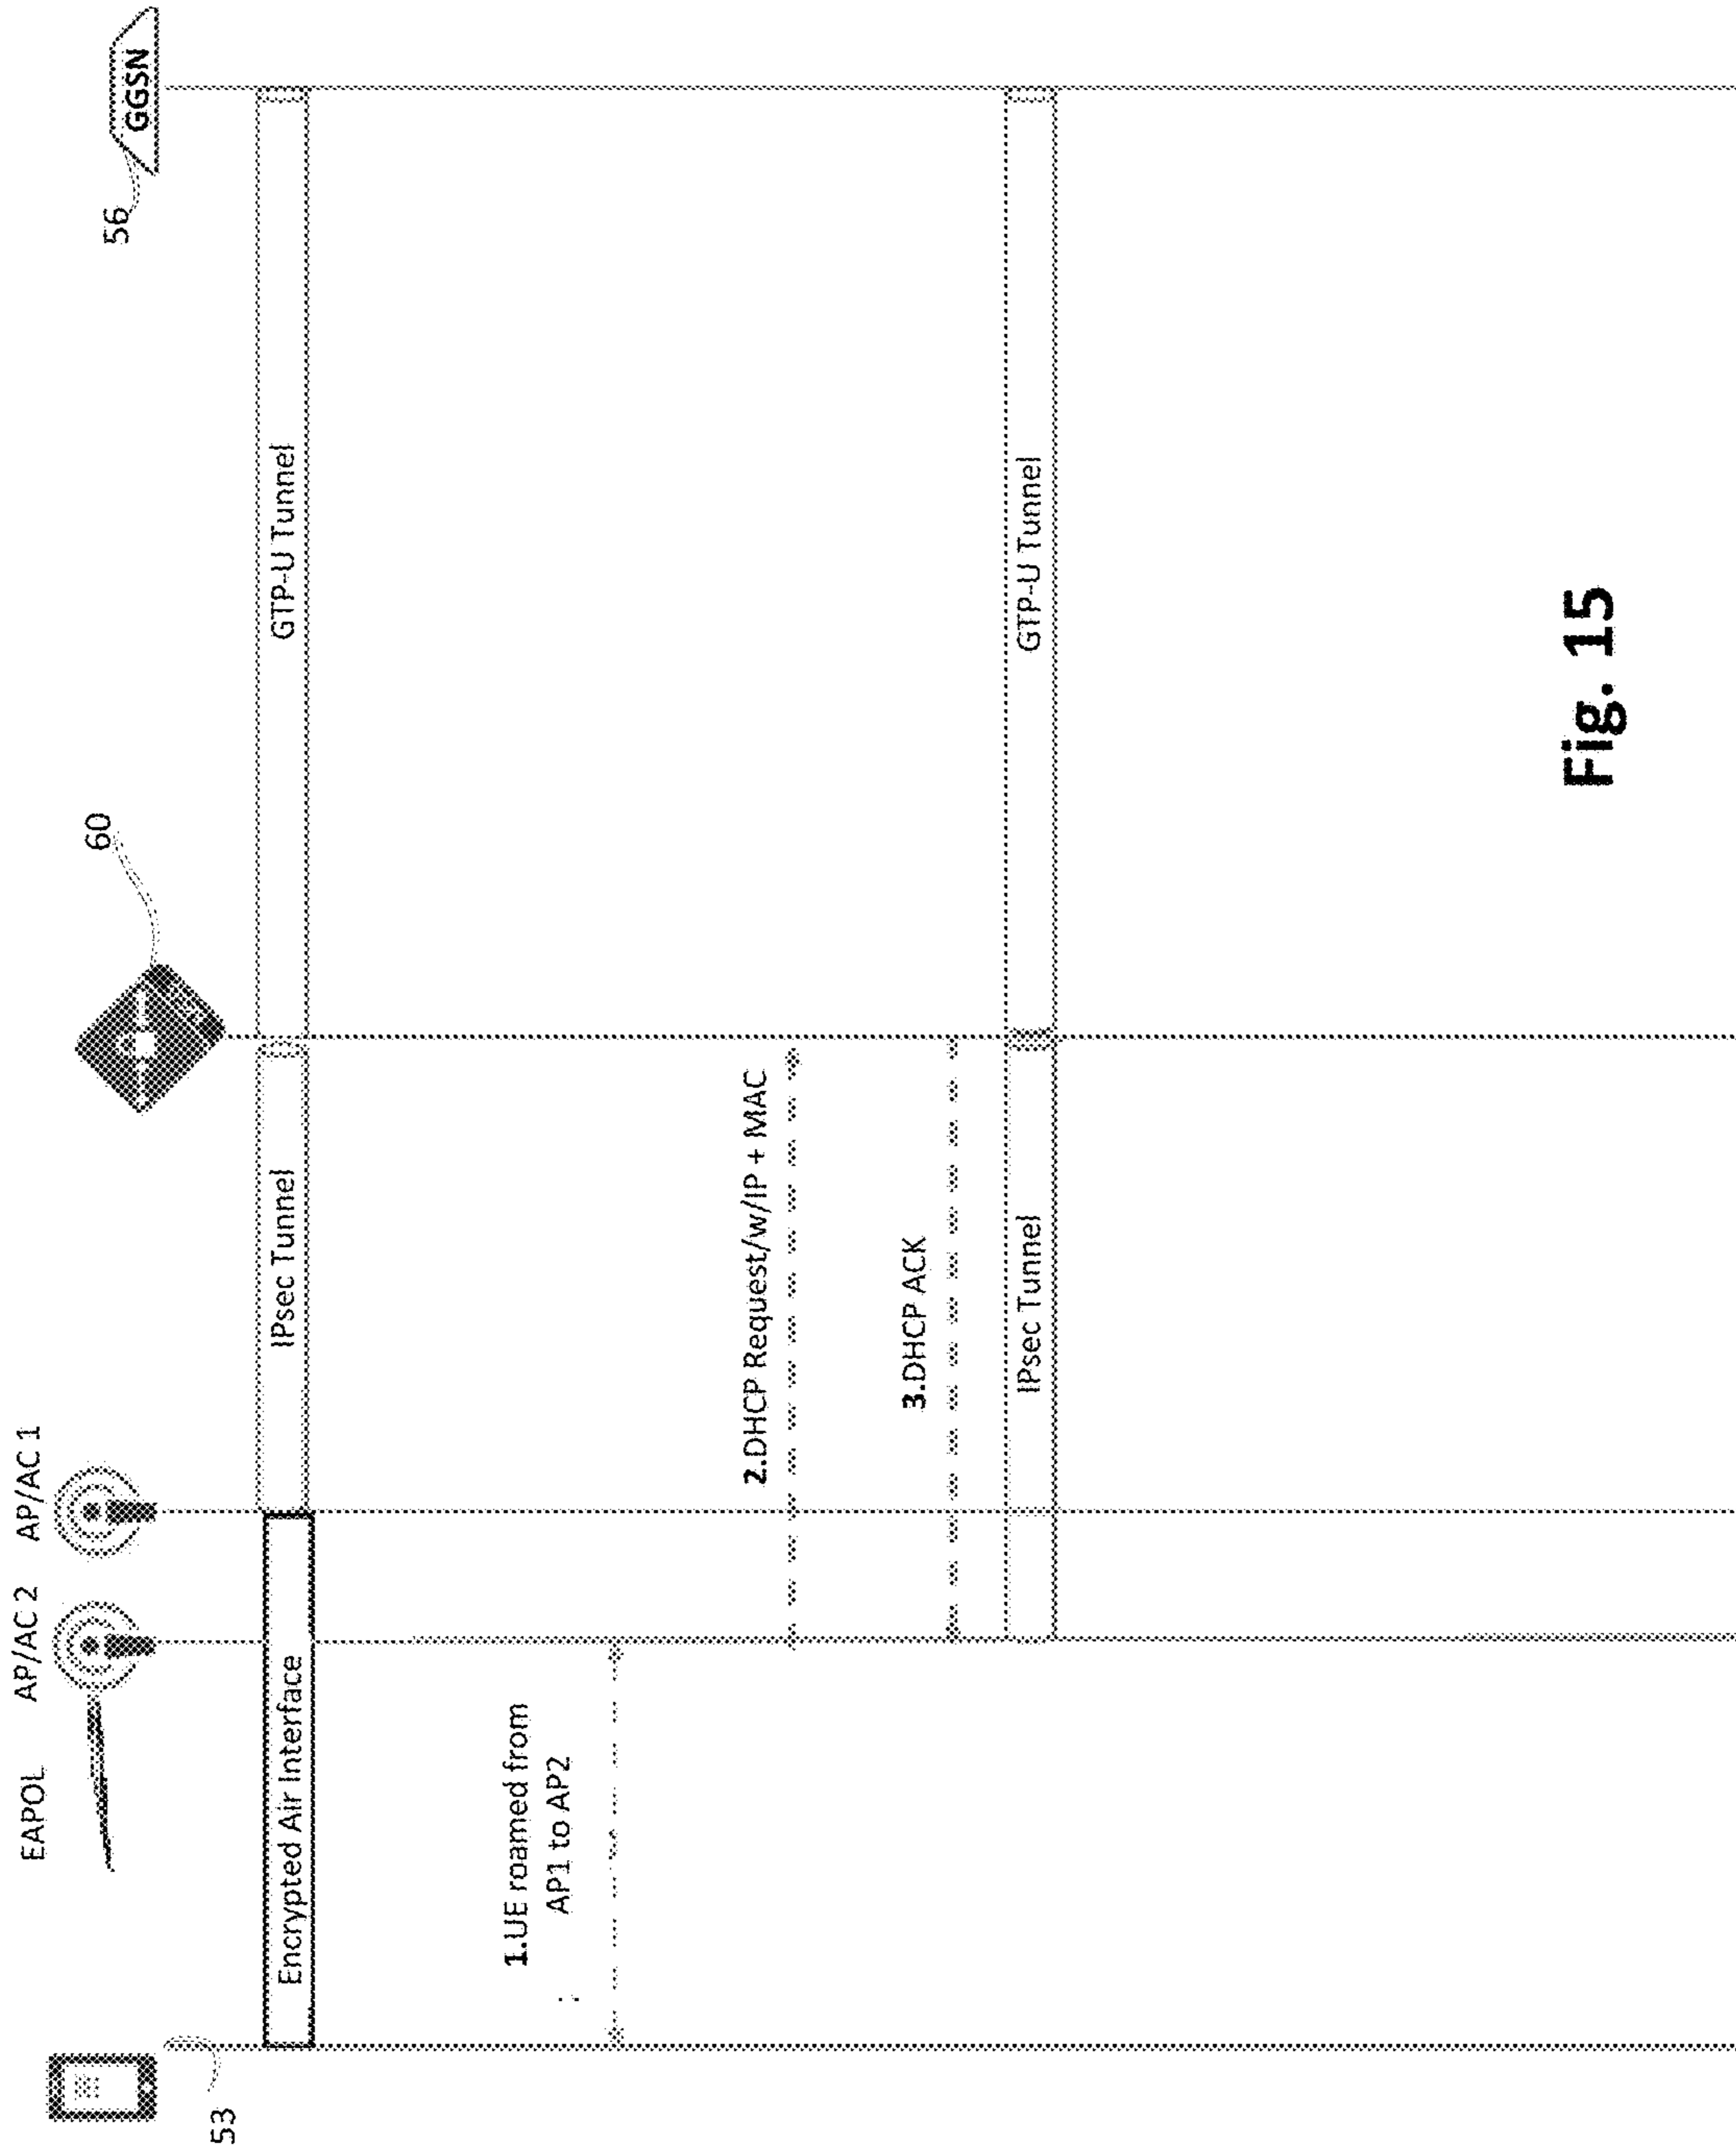 EAPOL
AP/AC 2
AP/AC 1
60
56
GGSN
53
Encrypted Air Interface
IPsec Tunnel
GTP-U Tunnel
1.UE roamed from
AP1 to AP2
2.DHCP Request/w/IP + MAC
3.DHCP ACK
IPsec Tunnel
GTP-U Tunnel
Fig. 15